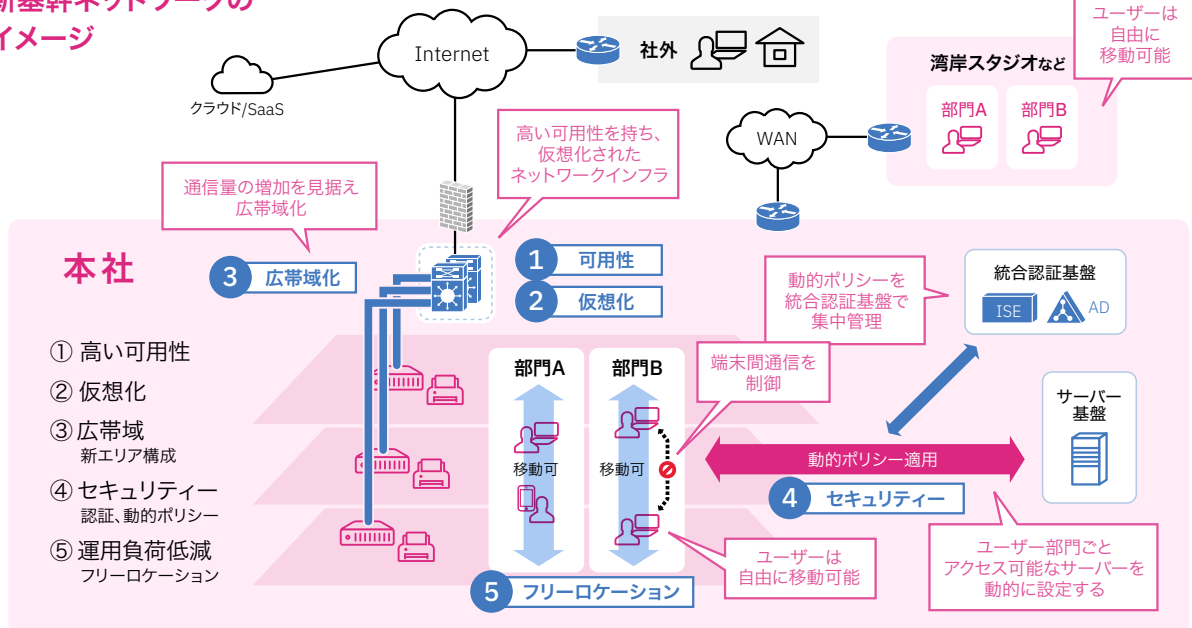 新基幹ネットワークの
イメージ
Internet
クラウド/SaaS
社外
WAN
湾岸スタジオなど
部門A
部門B
ユーザーは
自由に
移動可能
高い可用性を持ち、
仮想化された
ネットワークインフラ
通信量の増加を見据え
広帯域化
本社
3 広帯域化
1 可用性
2 仮想化
動的ポリシーを
統合認証基盤で
集中管理
統合認証基盤
ISE
AD
① 高い可用性
② 仮想化
③ 広帯域
新エリア構成
④ セキュリティー
認証、動的ポリシー
⑤ 運用負荷低減
フリーロケーション
部門A
移動可
部門B
移動可
端末間通信を
制御
サーバー
基盤
動的ポリシー適用
4 セキュリティー
ユーザーは
自由に移動可能
ユーザー部門ごと
アクセス可能なサーバーを
動的に設定する
5 フリーロケーション